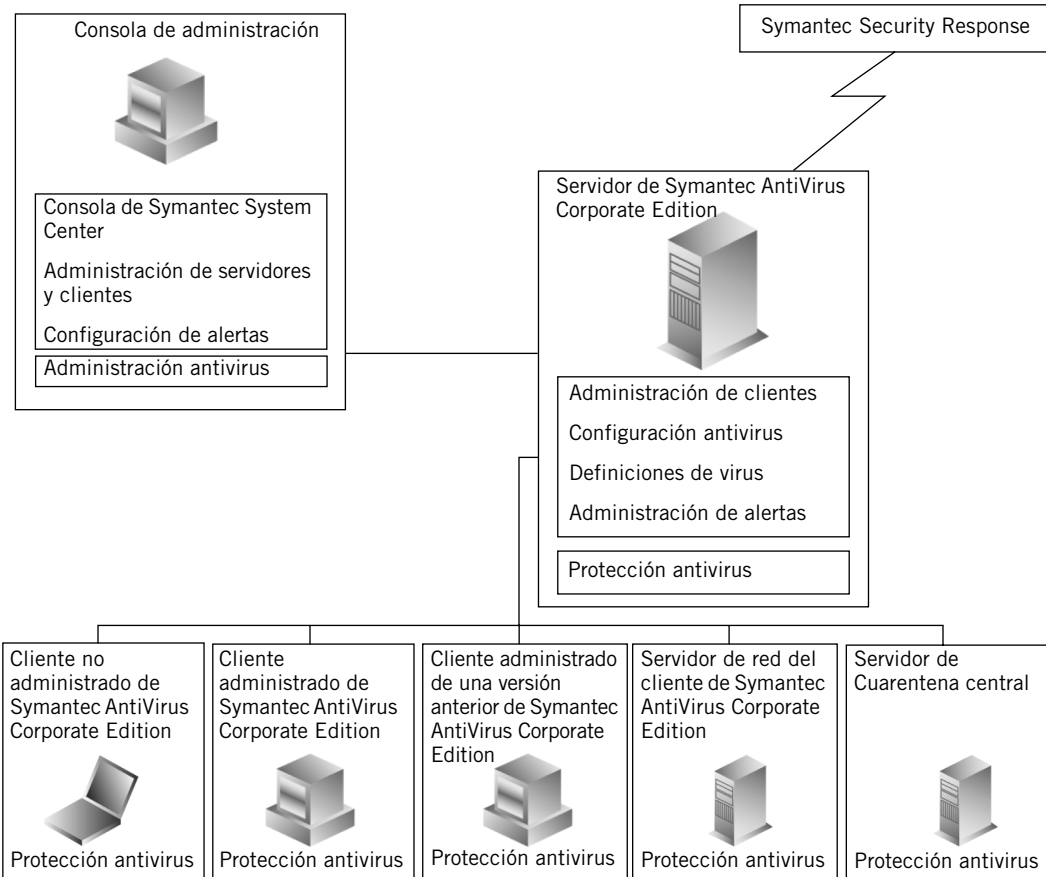 Consola de administración
Symantec Security Response
Consola de Symantec System
Center
Administración de servidores
y clientes
Configuración de alertas
Administración antivirus
Servidor de Symantec AntiVirus
Corporate Edition
Administración de clientes
Configuración antivirus
Definiciones de virus
Administración de alertas
Protección antivirus
Cliente no
administrado de
Symantec AntiVirus
Corporate Edition
Protección antivirus
Cliente
administrado de
Symantec AntiVirus
Corporate Edition
Protección antivirus
Cliente administrado
de una versión
anterior de Symantec
AntiVirus Corporate
Edition
Protección antivirus
Servidor de red del
cliente de Symantec
AntiVirus Corporate
Edition
Protección antivirus
Servidor de
Cuarentena central
Protección antivirus